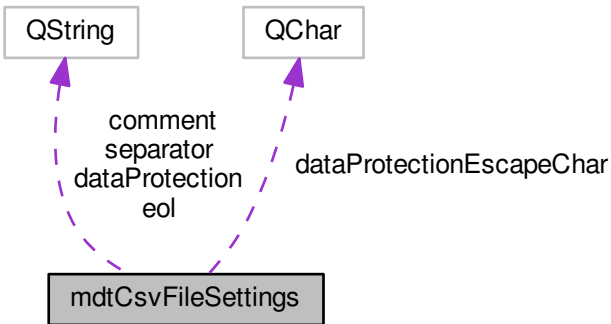 QString
QChar
comment
separator
dataProtection
eol
dataProtectionEscapeChar
mdtCsvFileSettings